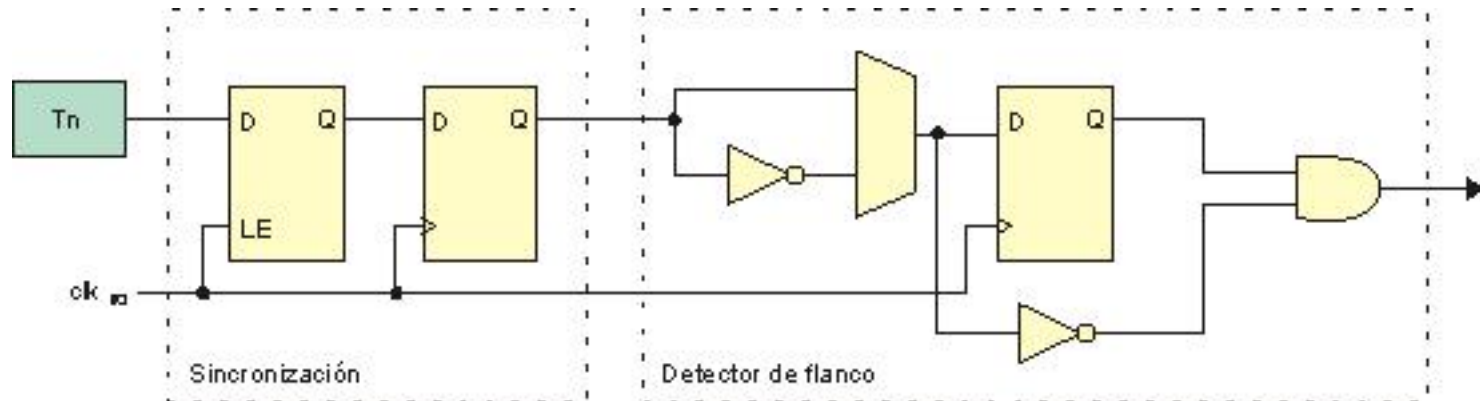 Tn
D Q
D Q
D Q
LE
clk I/O
Sincronización
Detector de flanco